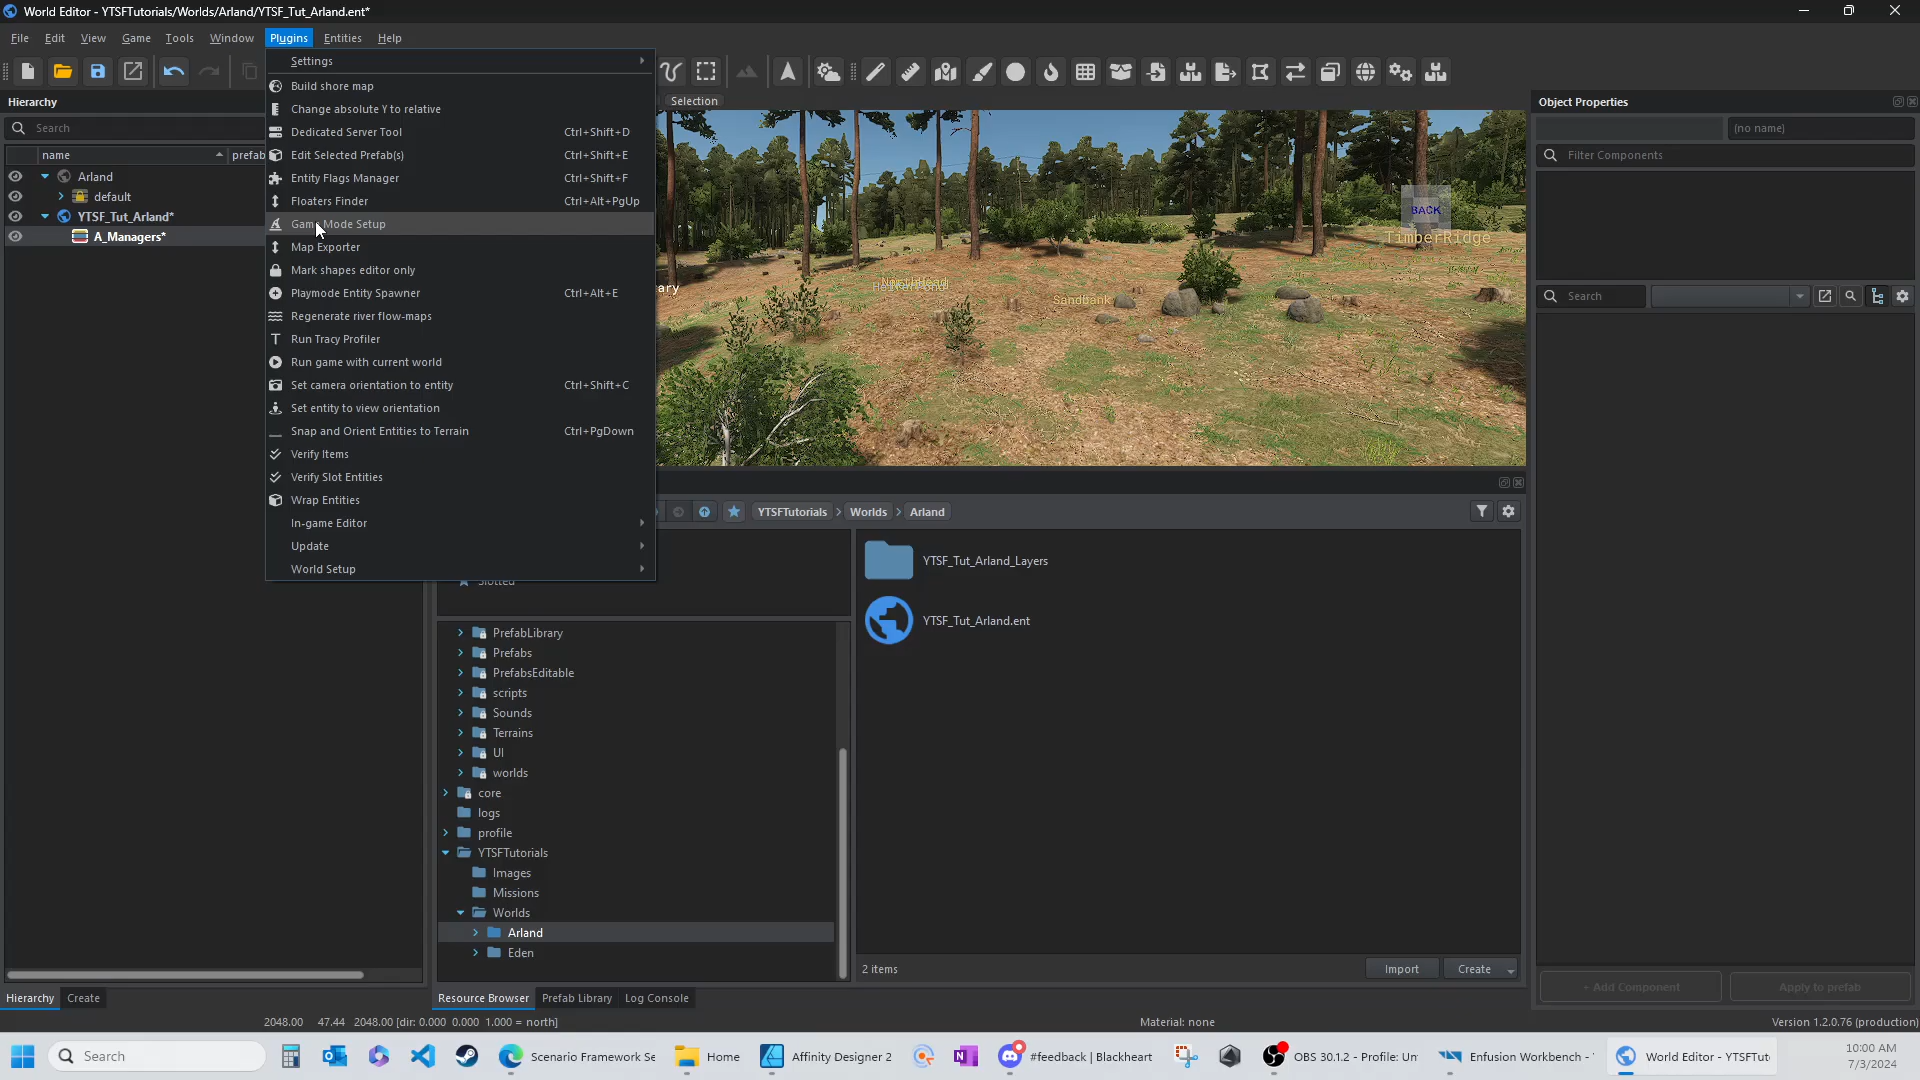 World Editor - YTSFTutorials/Worlds/Arland/YTSF_Tut_Arland.ent*
File Edit View Game Tools Window Plugins Entities Help
Selection
Hierarchy
Search
name prefab
Arland
default
YTSF_Tut_Arland*
A_Managers*
Settings
Build shore map
Change absolute Y to relative
Dedicated Server Tool Ctrl+Shift+D
Edit Selected Prefab(s) Ctrl+Shift+E
Entity Flags Manager Ctrl+Shift+F
Floaters Finder Ctrl+Alt+PgUp
Game Mode Setup
Map Exporter
Mark shapes editor only
Playmode Entity Spawner Ctrl+Alt+E
Regenerate river flow-maps
Run Tracy Profiler
Run game with current world
Set camera orientation to entity Ctrl+Shift+C
Set entity to view orientation
Snap and Orient Entities to Terrain Ctrl+PgDown
Verify Items
Verify Slot Entities
Wrap Entities
In-game Editor
Update
World Setup
BACK
TimberRidge
Sandbank
ary
Object Properties
(no name)
Filter Components
Search
YTSFTutorials > Worlds > Arland
Slotted
PrefabLibrary
Prefabs
PrefabsEditable
scripts
Sounds
Terrains
UI
worlds
core
logs
profile
YTSFTutorials
Images
Missions
Worlds
Arland
Eden
YTSF_Tut_Arland_Layers
YTSF_Tut_Arland.ent
2 items
Import Create
+ Add Component Apply to prefab
Hierarchy Create
Resource Browser Prefab Library Log Console
2048.00 47.44 2048.00 [dir: 0.000 0.000 1.000 = north]
Material: none
Version 1.2.0.76 (production)
Search
Scenario Framework Se
Home
Affinity Designer 2
#feedback | Blackheart
OBS 30.1.2 - Profile: Un
Enfusion Workbench -
World Editor - YTSFTut
10:00 AM
7/3/2024